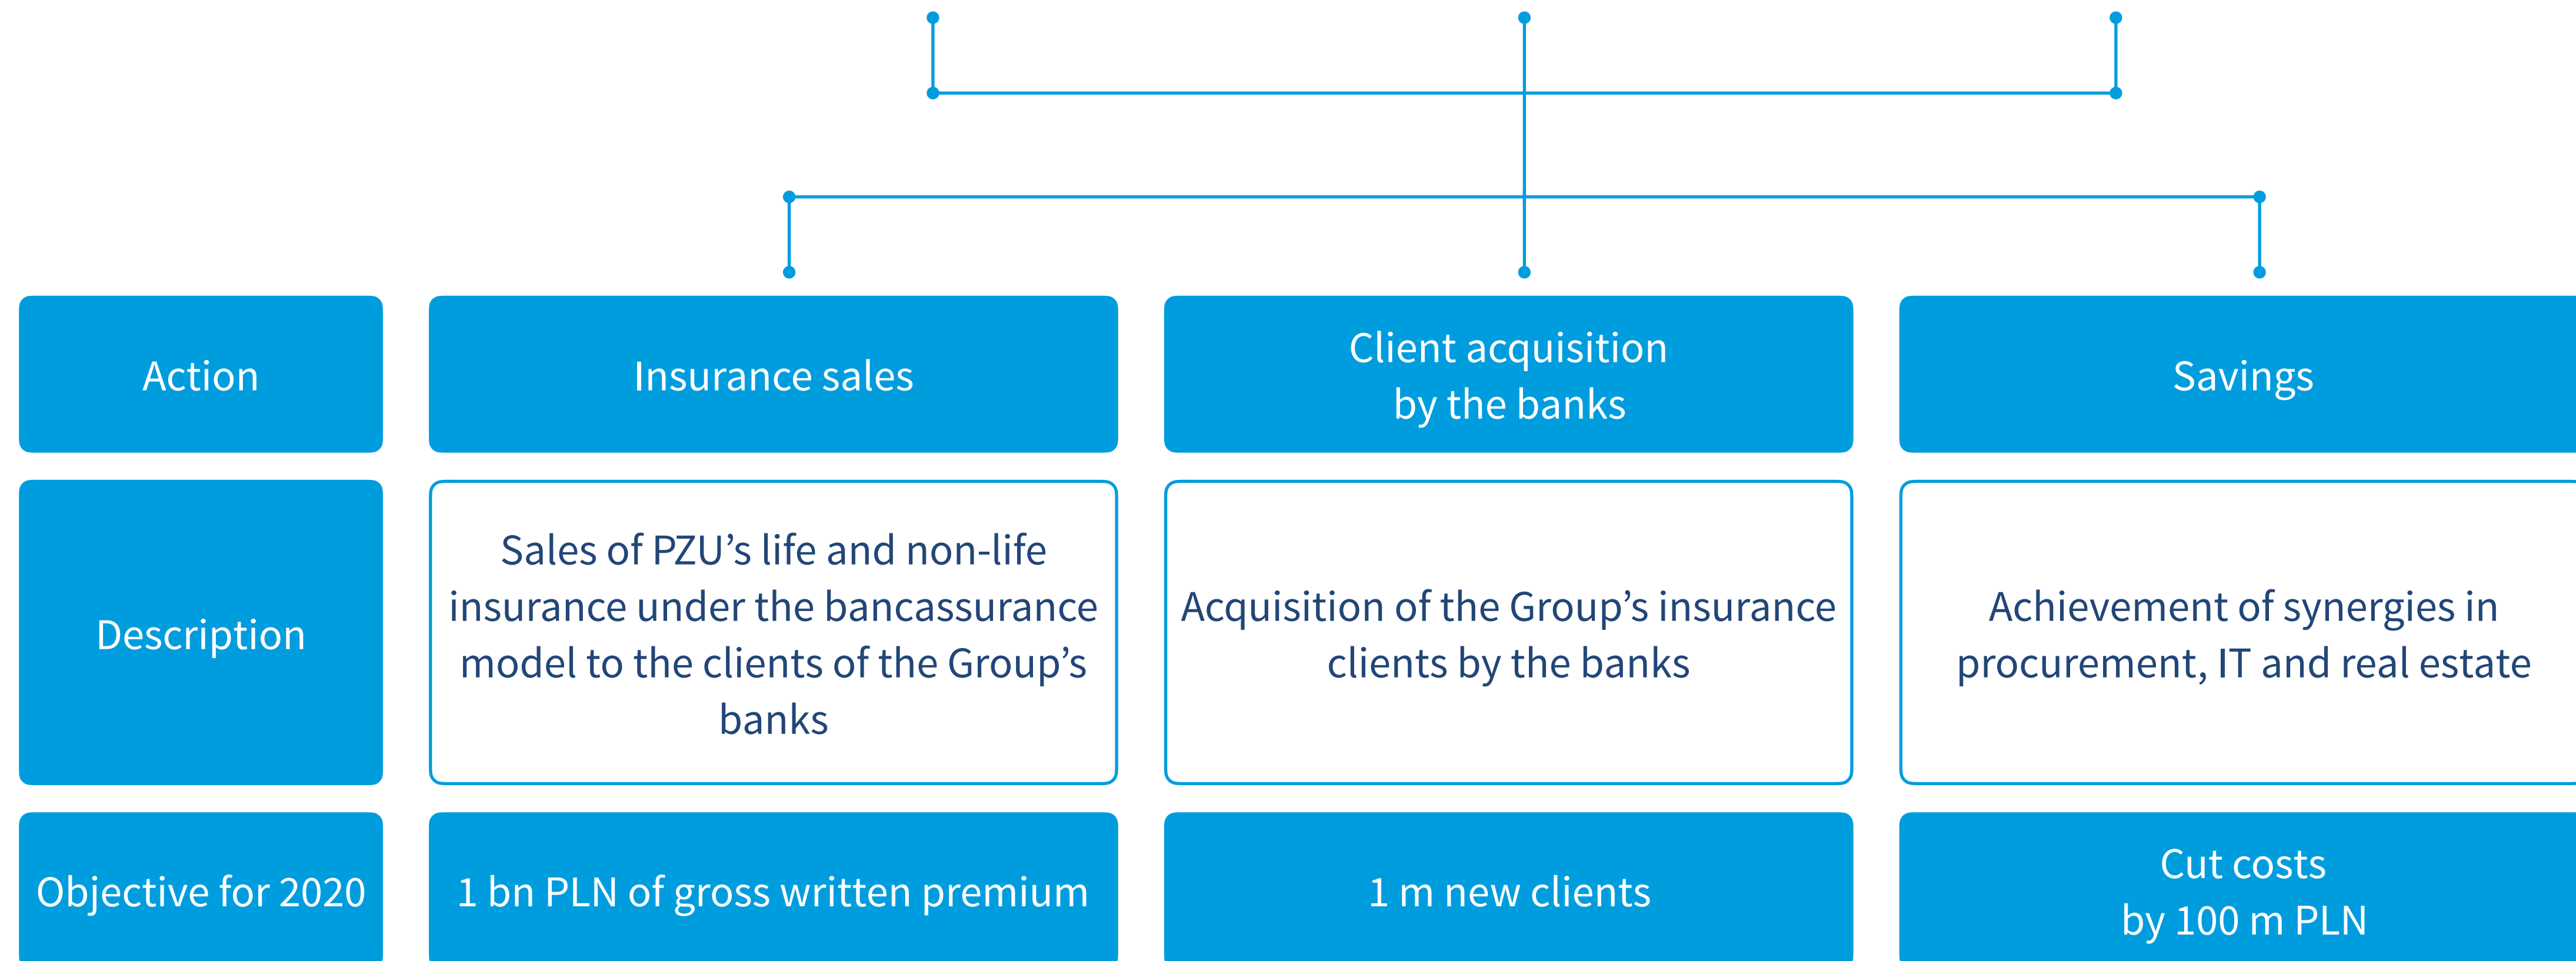 Action
Insurance sales
Client acquisition
by the banks
Savings
Description
Sales of PZU’s life and non-life
insurance under the bancassurance
model to the clients of the Group’s
banks
Acquisition of the Group’s insurance
clients by the banks
Achievement of synergies in
procurement, IT and real estate
Objective for 2020
1 bn PLN of gross written premium
1 m new clients
Cut costs
by 100 m PLN